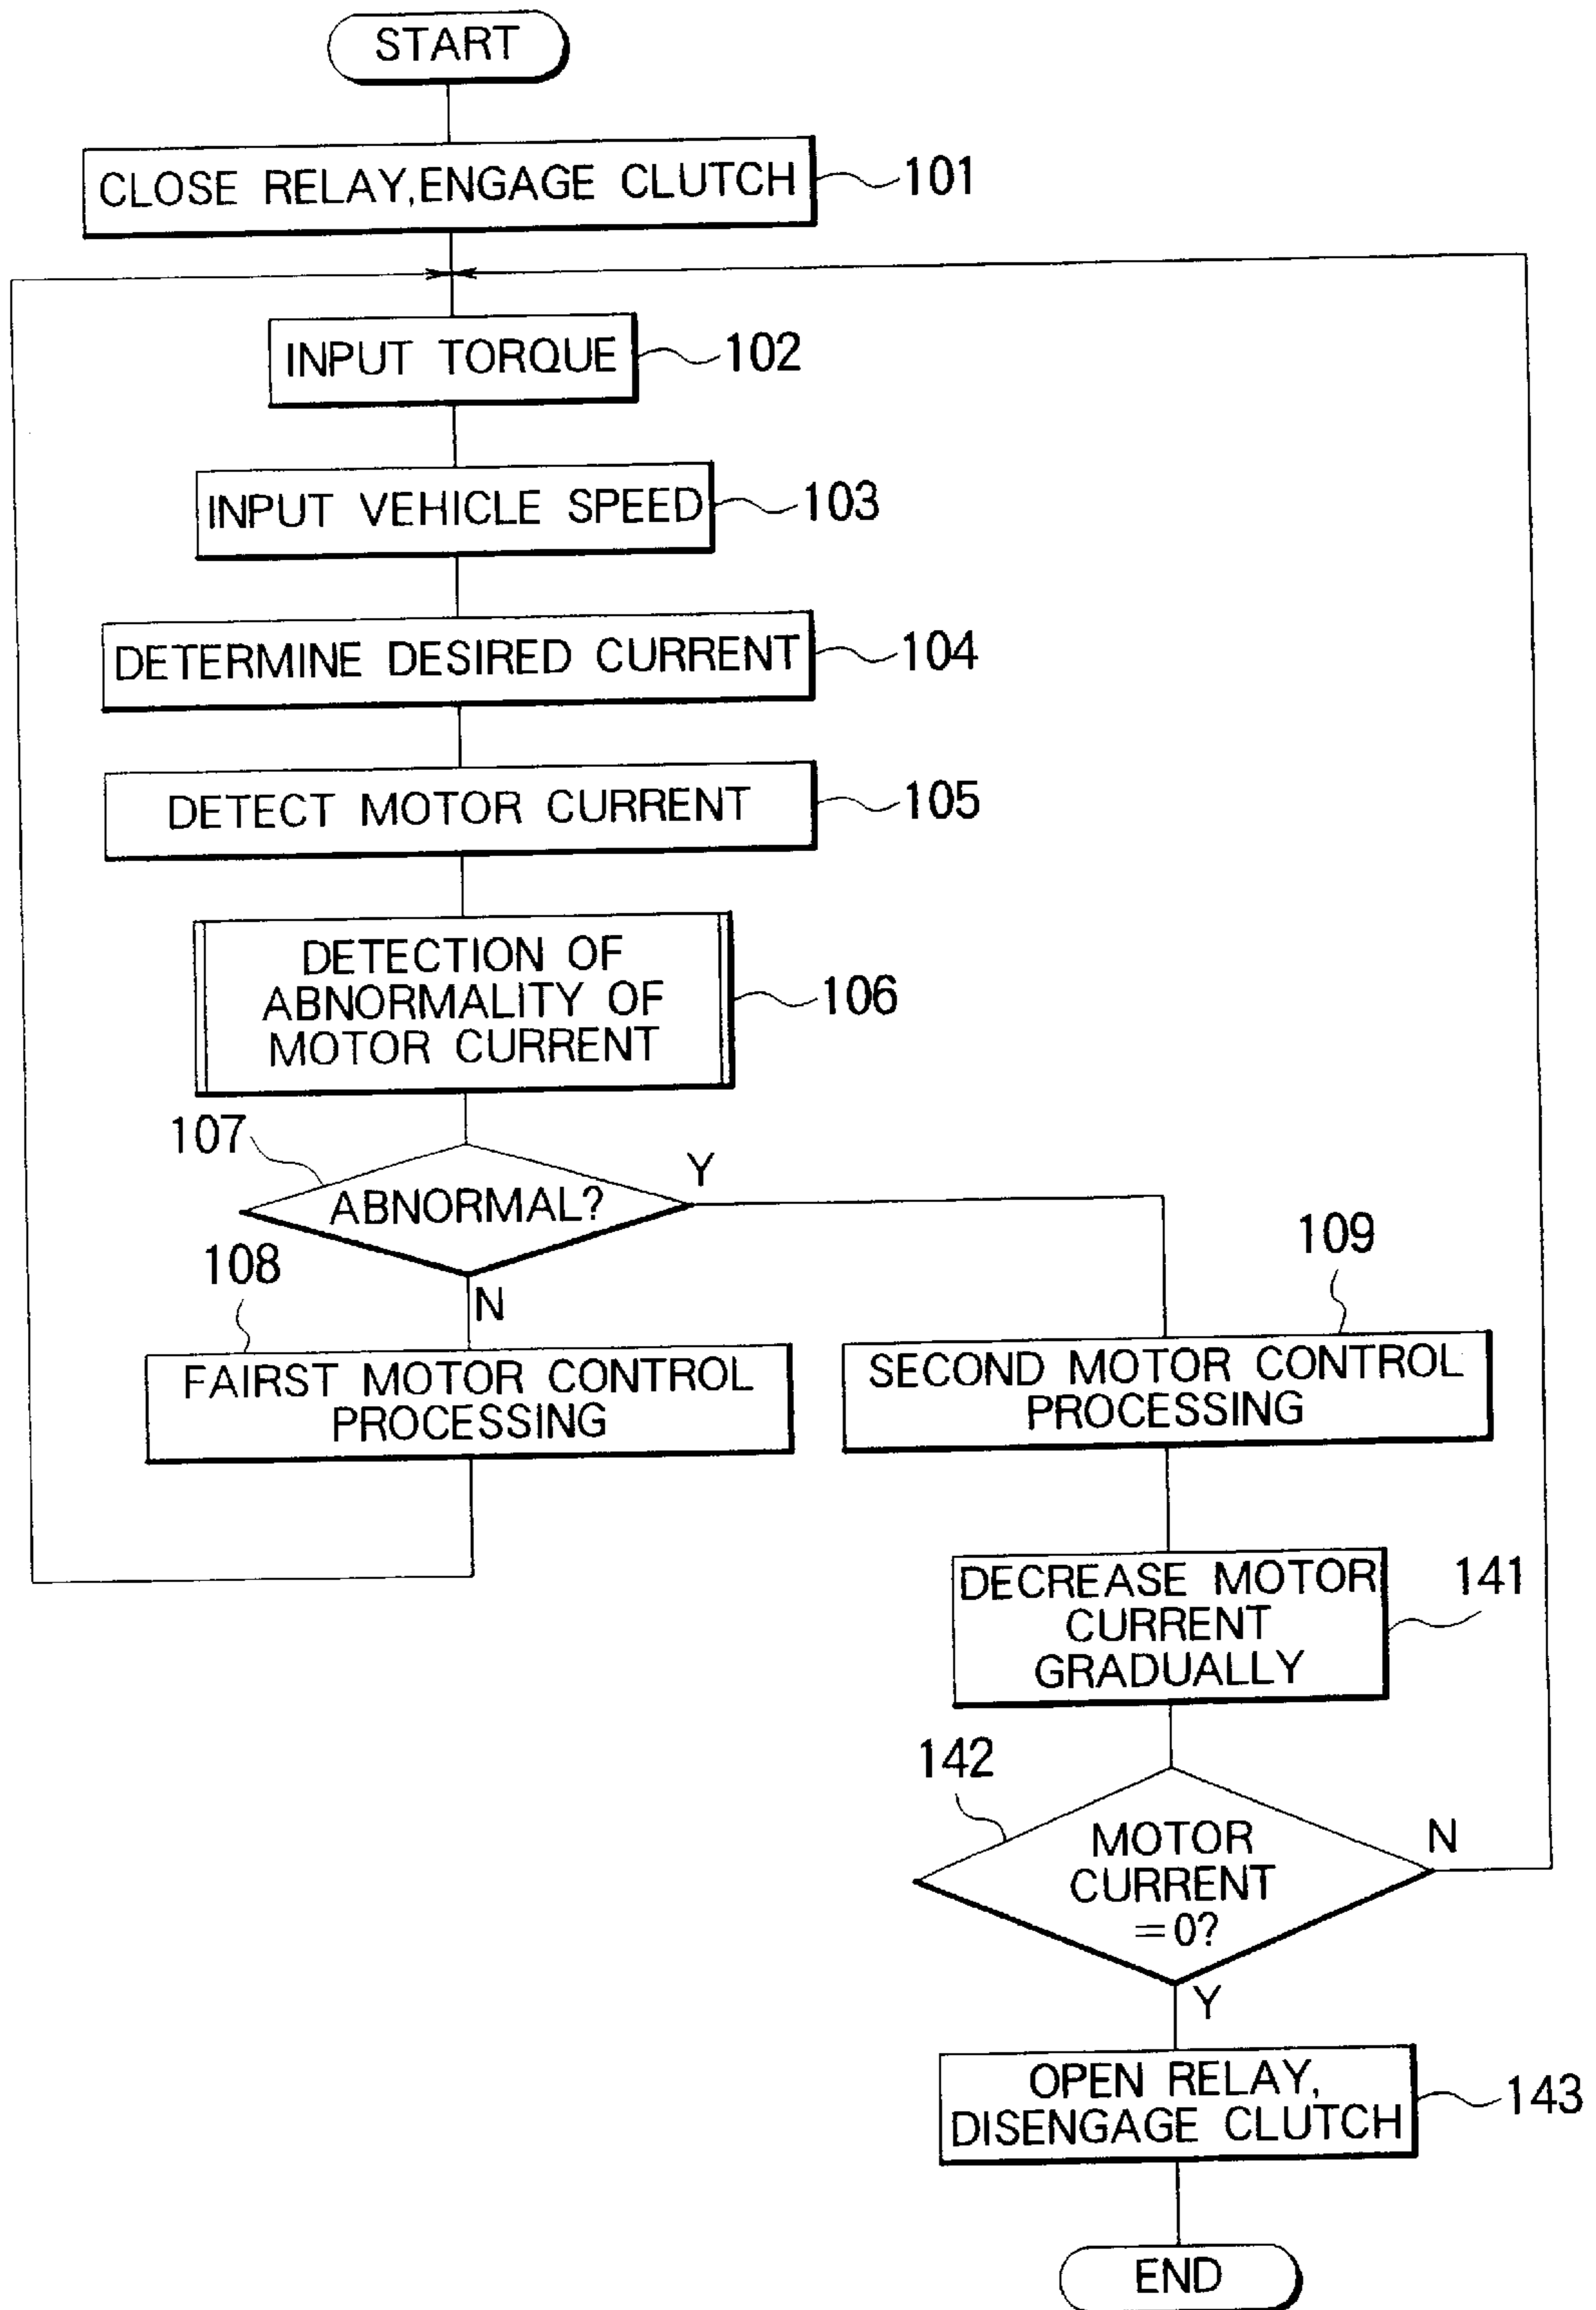 START
CLOSE RELAY,ENGAGE CLUTCH
101
INPUT TORQUE
102
INPUT VEHICLE SPEED
103
DETERMINE DESIRED CURRENT
104
DETECT MOTOR CURRENT
105
DETECTION OF
ABNORMALITY OF
MOTOR CURRENT
106
107
ABNORMAL?
Y
N
108
FAIRST MOTOR CONTROL
PROCESSING
109
SECOND MOTOR CONTROL
PROCESSING
DECREASE MOTOR
CURRENT
GRADUALLY
141
142
MOTOR
CURRENT
=0?
N
Y
OPEN RELAY,
DISENGAGE CLUTCH
143
END